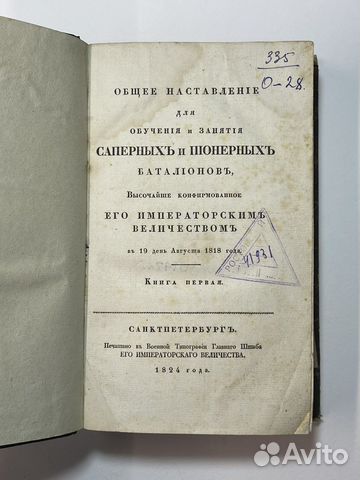 335
О-28.
ОБЩЕЕ НАСТАВЛЕНІЕ
для
ОБУЧЕНІЯ и ЗАНЯТІЯ
САПЕРНЫХЪ и ПІОНЕРНЫХЪ
БАТАЛІОНОВЪ,
Высочайше конфирмованное
ЕГО ИМПЕРАТОРСКИМЪ
ВЕЛИЧЕСТВОМЪ
въ 19 день Августа 1818 года.
41931
Книга первая.
САНКТПЕТЕРБУРГЪ.
Печатано въ Военной Типографіи Главнаго Штаба
ЕГО ИМПЕРАТОРСКАГО ВЕЛИЧЕСТВА.
1824 года.
Avito